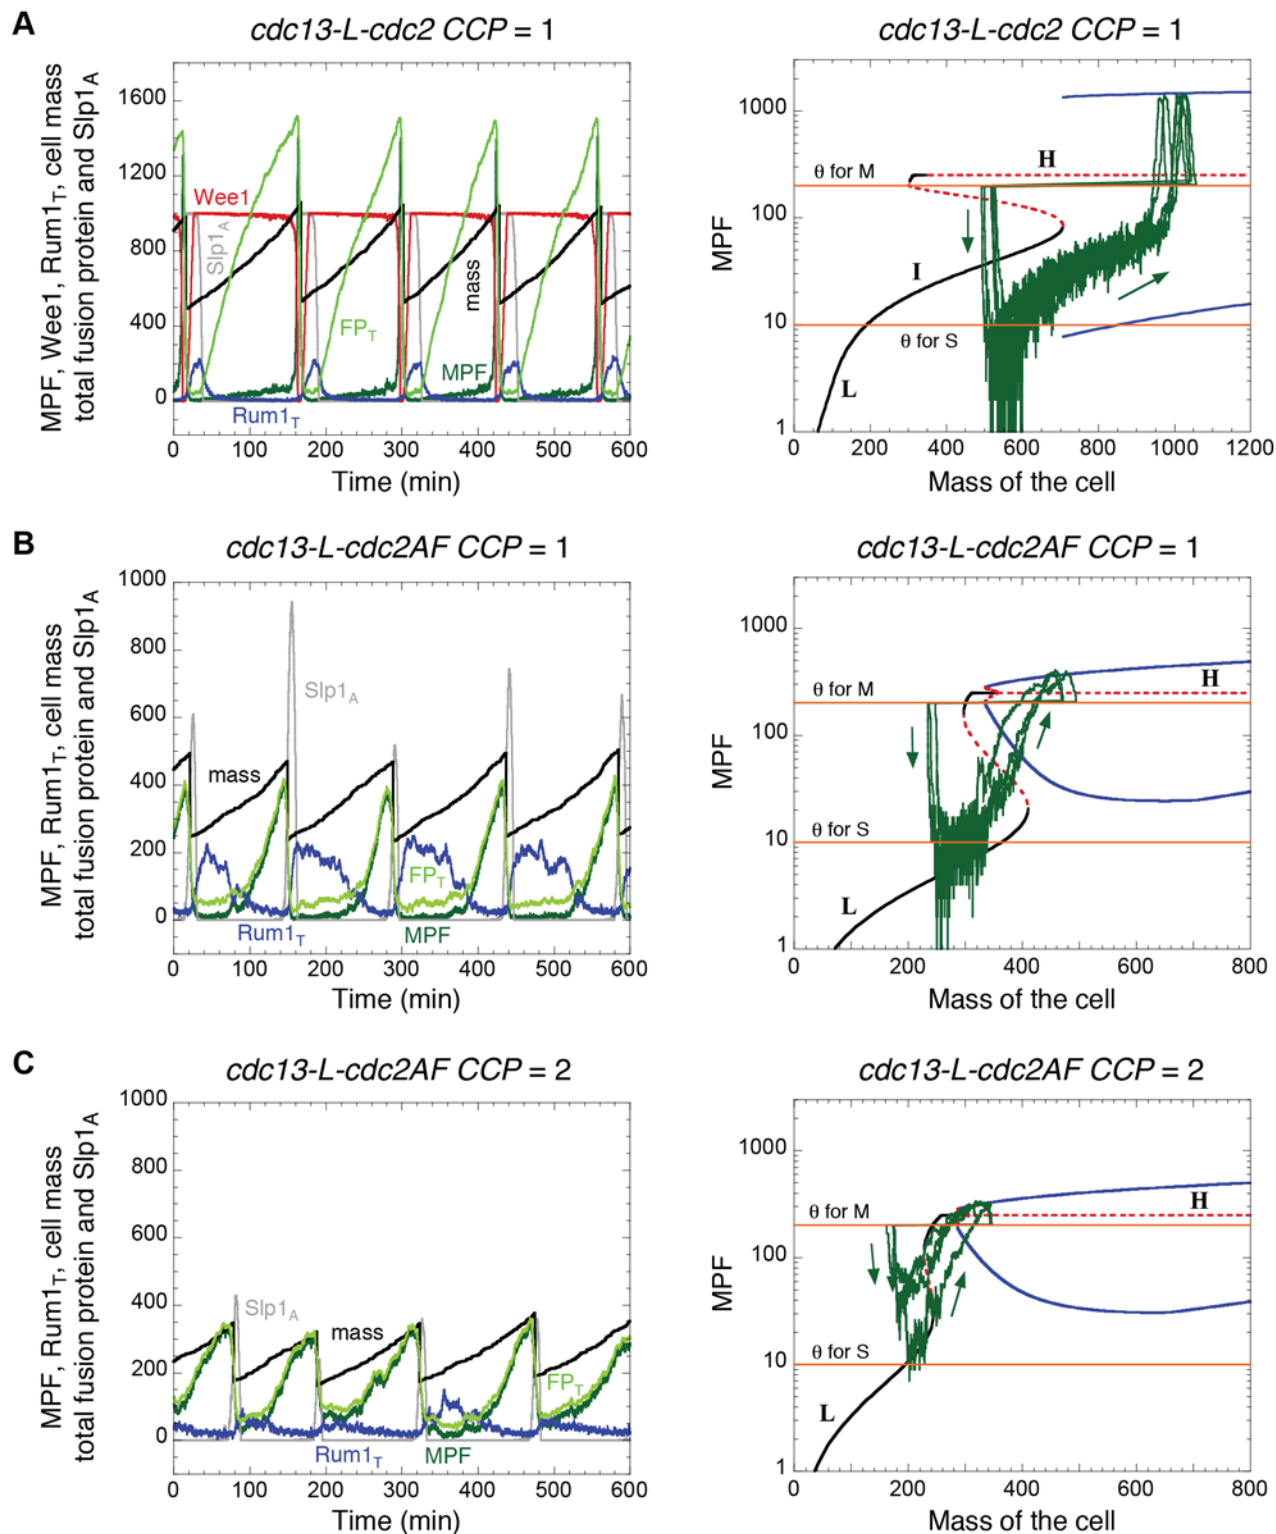 A
cdc13-L-cdc2 CCP = 1
cdc13-L-cdc2 CCP = 1
MPF, Wee1, Rum1T, cell mass
total fusion protein and Slp1A
1600
1200
800
400
0
Wee1
Slp1A
mass
FPT
MPF
Rum1T
0 100 200 300 400 500 600
Time (min)
MPF
1000
100
10
1
θ for M
H
I
θ for S
L
0 200 400 600 800 1000 1200
Mass of the cell
B
cdc13-L-cdc2AF CCP = 1
cdc13-L-cdc2AF CCP = 1
MPF, Rum1T, cell mass
total fusion protein and Slp1A
1000
800
600
400
200
0
Slp1A
mass
FPT
Rum1T
MPF
0 100 200 300 400 500 600
Time (min)
MPF
1000
100
10
1
θ for M
H
θ for S
L
0 200 400 600 800
Mass of the cell
C
cdc13-L-cdc2AF CCP = 2
cdc13-L-cdc2AF CCP = 2
MPF, Rum1T, cell mass
total fusion protein and Slp1A
1000
800
600
400
200
0
Slp1A
mass
FPT
Rum1T
MPF
0 100 200 300 400 500 600
Time (min)
MPF
1000
100
10
1
θ for M
H
θ for S
L
0 200 400 600 800
Mass of the cell